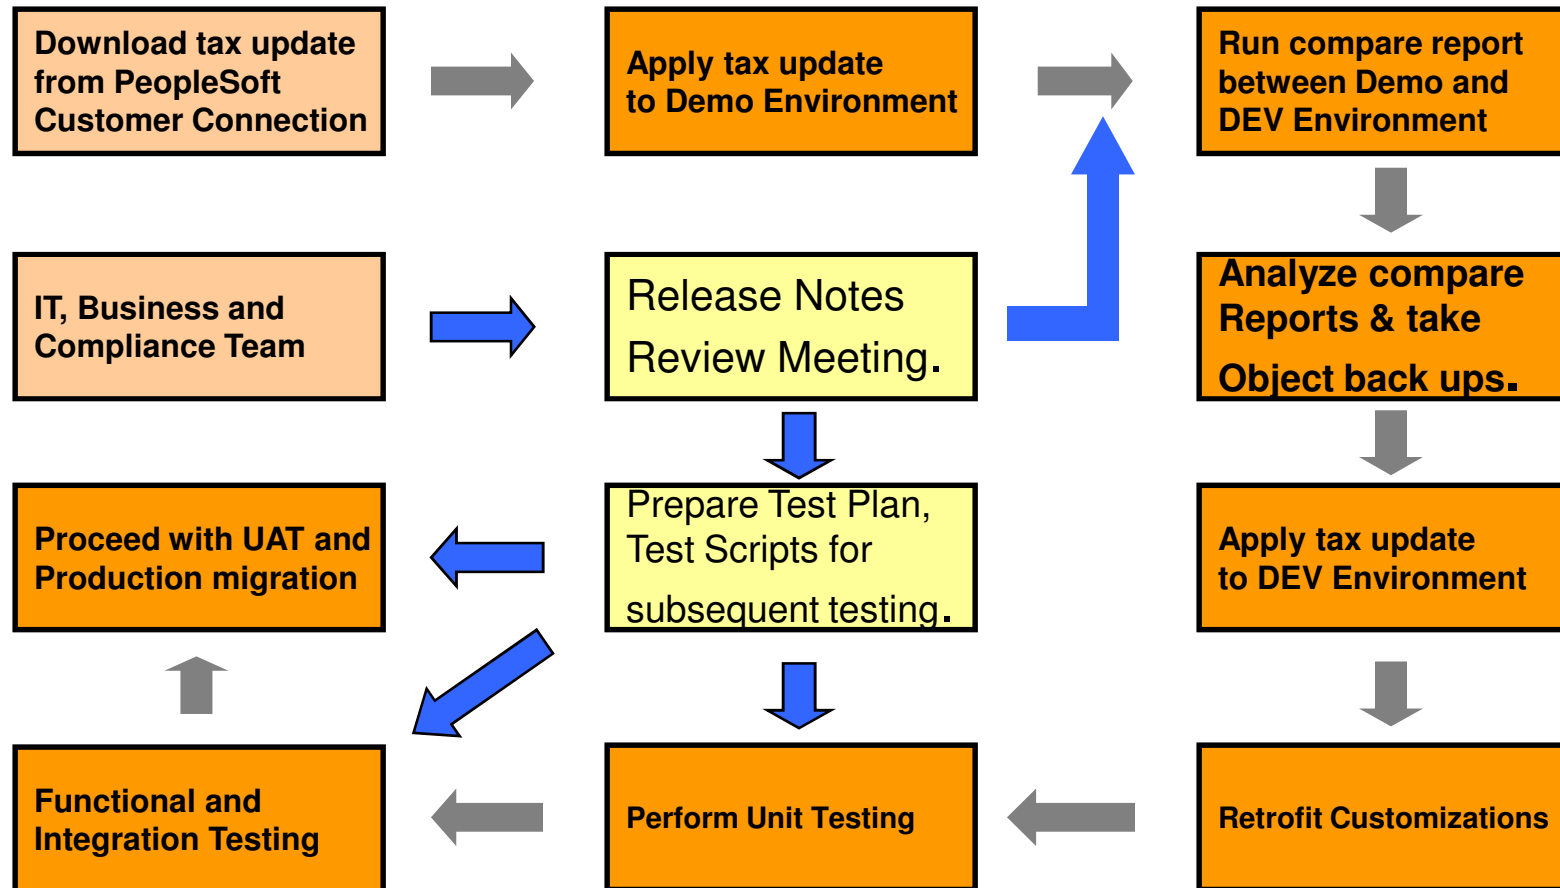 Download tax update
from PeopleSoft
Customer Connection
Apply tax update
to Demo Environment
Run compare report
between Demo and
DEV Environment
IT, Business and
Compliance Team
Release Notes
Review Meeting.
Analyze compare
Reports & take
Object back ups.
Proceed with UAT and
Production migration
Prepare Test Plan,
Test Scripts for
subsequent testing.
Apply tax update
to DEV Environment
Functional and
Integration Testing
Perform Unit Testing
Retrofit Customizations